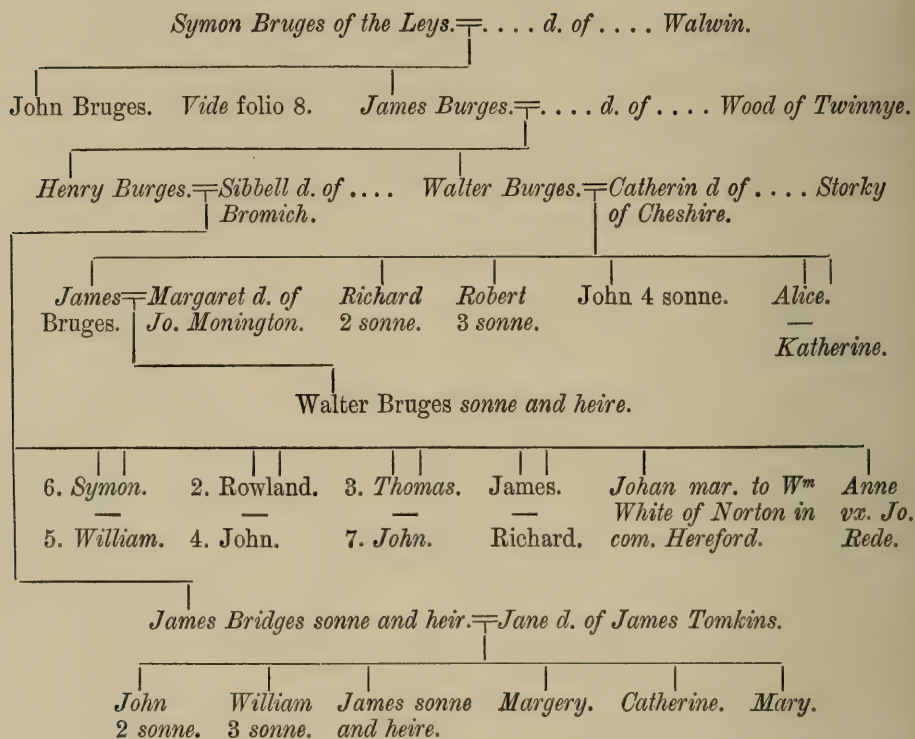 Symon Bruges of the Leys.=. . . . d. of . . . . Walwin.
John Bruges. Vide folio 8. James Burges.=. . . . d. of . . . . Wood of Twinnye.
Henry Burges.=Sibbell d. of . . . . Walter Burges.=Catherin d of . . . . Storky
Bromich. of Cheshire.
James=Margaret d. of Richard Robert John 4 sonne. Alice.
Bruges. Jo. Monington. 2 sonne. 3 sonne. —
Katherine.
Walter Bruges sonne and heire.
6. Symon. 2. Rowland. 3. Thomas. James. Johan mar. to Wm Anne
— — — — White of Norton in vx. Jo.
5. William. 4. John. 7. John. Richard. com. Hereford. Rede.
James Bridges sonne and heir.=Jane d. of James Tomkins.
John William James sonne Margery. Catherine. Mary.
2 sonne. 3 sonne. and heire.